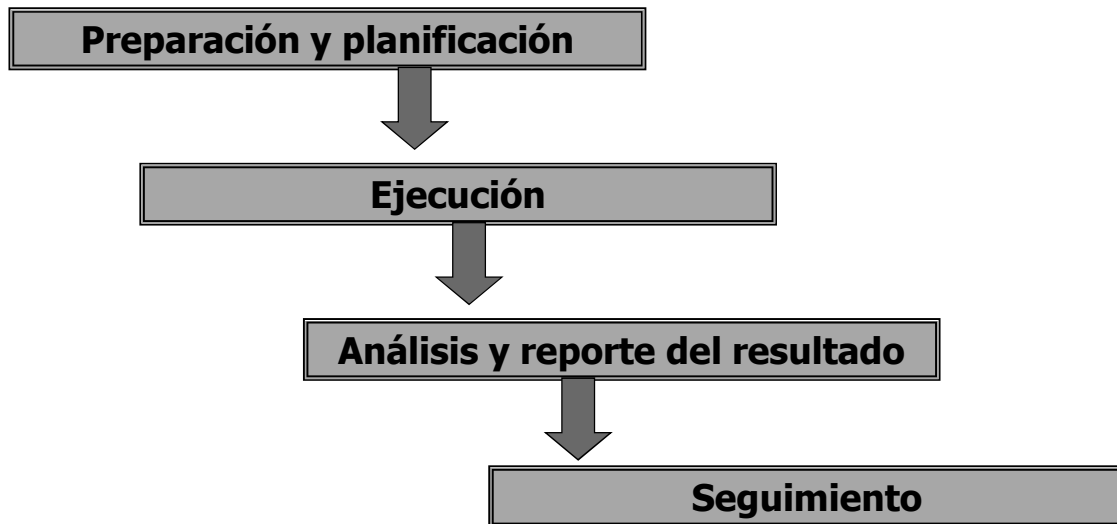 Preparación y planificación
Ejecución
Análisis y reporte del resultado
Seguimiento